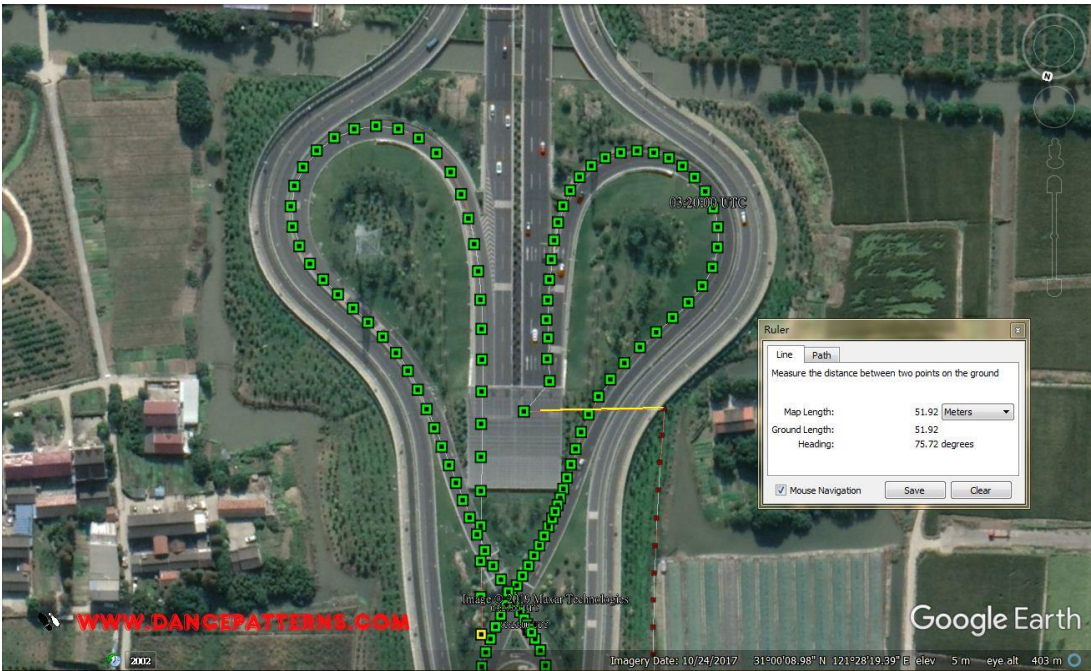 N
03:20:00 UTC
Ruler
Line Path
Measure the distance between two points on the ground
Map Length: 51.92 Meters
Ground Length: 51.92
Heading: 75.72 degrees
Mouse Navigation Save Clear
Image © 2019 Maxar Technologies
WWW.DANCEPATTERNS.COM
Google Earth
2002
Imagery Date: 10/24/2017 31°00'08.98" N 121°28'19.39" E elev 5 m eye alt 403 m